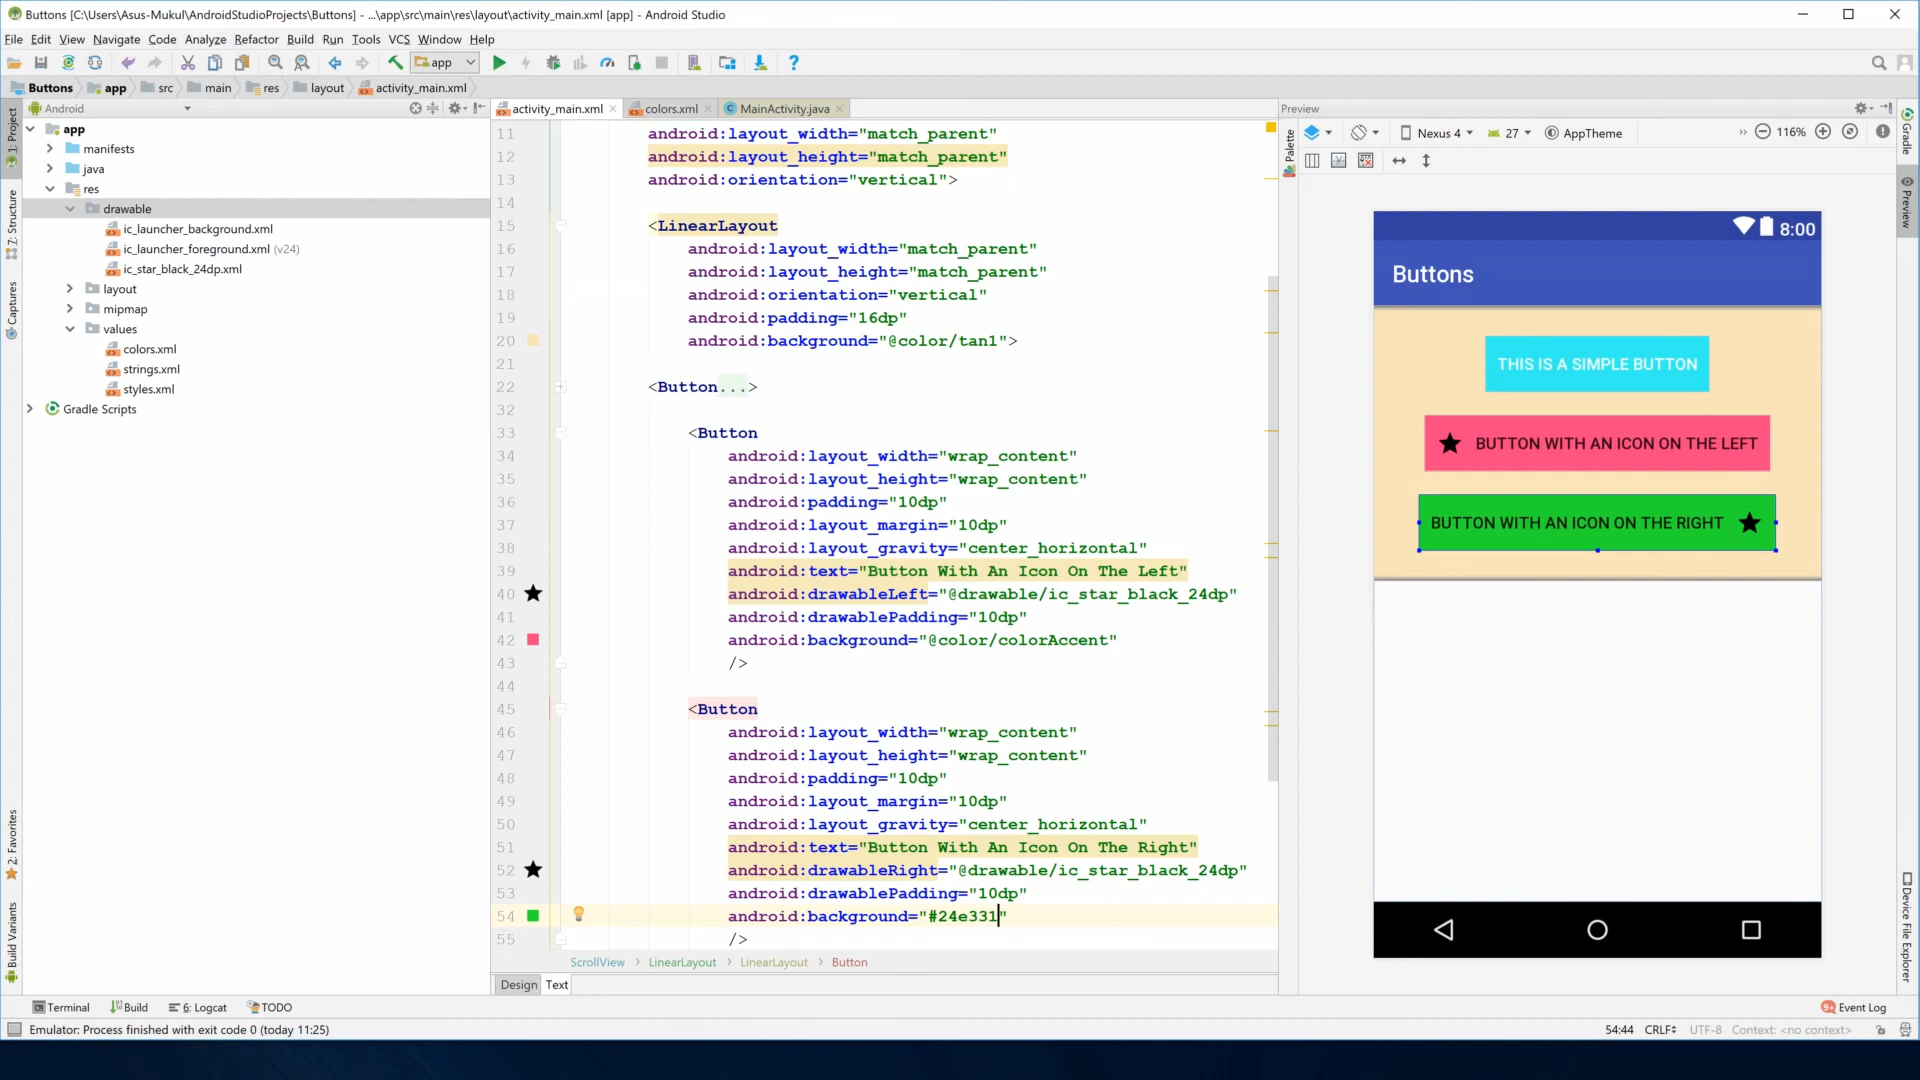 Buttons [C:\Users\Asus-Mukul\AndroidStudioProjects\Buttons] - ...\app\src\main\res\layout\activity_main.xml [app] - Android Studio
File Edit View Navigate Code Analyze Refactor Build Run Tools VCS Window Help
app
Buttons app src main res layout activity_main.xml
1: Project
Z: Structure
Captures
2: Favorites
Build Variants
Android
app
manifests
java
res
drawable
ic_launcher_background.xml
ic_launcher_foreground.xml (v24)
ic_star_black_24dp.xml
layout
mipmap
values
colors.xml
strings.xml
styles.xml
Gradle Scripts
activity_main.xml colors.xml MainActivity.java
11 android:layout_width="match_parent"
12 android:layout_height="match_parent"
13 android:orientation="vertical">
14
15 <LinearLayout
16 android:layout_width="match_parent"
17 android:layout_height="match_parent"
18 android:orientation="vertical"
19 android:padding="16dp"
20 android:background="@color/tan1">
21
22 <Button...>
32
33 <Button
34 android:layout_width="wrap_content"
35 android:layout_height="wrap_content"
36 android:padding="10dp"
37 android:layout_margin="10dp"
38 android:layout_gravity="center_horizontal"
39 android:text="Button With An Icon On The Left"
40 android:drawableLeft="@drawable/ic_star_black_24dp"
41 android:drawablePadding="10dp"
42 android:background="@color/colorAccent"
43 />
44
45 <Button
46 android:layout_width="wrap_content"
47 android:layout_height="wrap_content"
48 android:padding="10dp"
49 android:layout_margin="10dp"
50 android:layout_gravity="center_horizontal"
51 android:text="Button With An Icon On The Right"
52 android:drawableRight="@drawable/ic_star_black_24dp"
53 android:drawablePadding="10dp"
54 android:background="#24e331"
55 />
ScrollView LinearLayout LinearLayout Button
Design Text
Preview
Palette
Nexus 4 27 AppTheme 116%
8:00
Buttons
THIS IS A SIMPLE BUTTON
BUTTON WITH AN ICON ON THE LEFT
BUTTON WITH AN ICON ON THE RIGHT
Gradle
Preview
Device File Explorer
Terminal Build 6: Logcat TODO Event Log
Emulator: Process finished with exit code 0 (today 11:25) 54:44 CRLF UTF-8 Context: <no context>